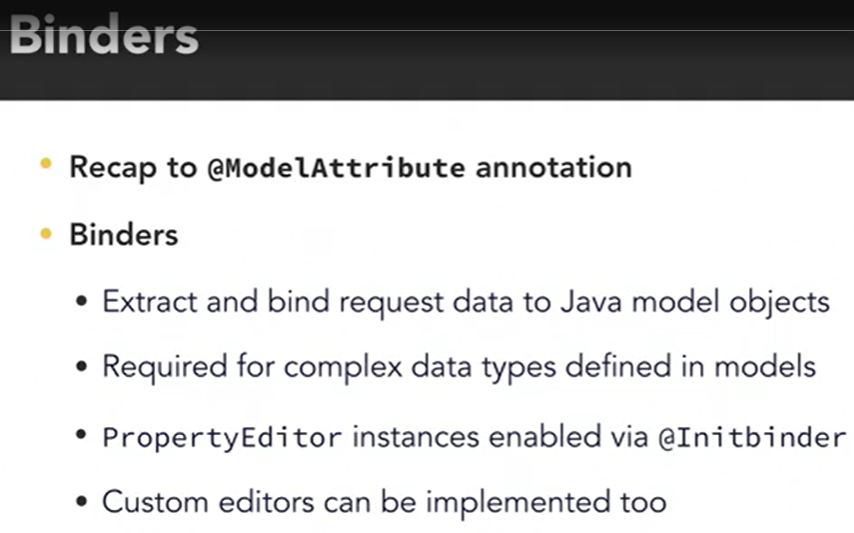 Binders
• Recap to @ModelAttribute annotation
• Binders
• Extract and bind request data to Java model objects
• Required for complex data types defined in models
• PropertyEditor instances enabled via @Initbinder
• Custom editors can be implemented too